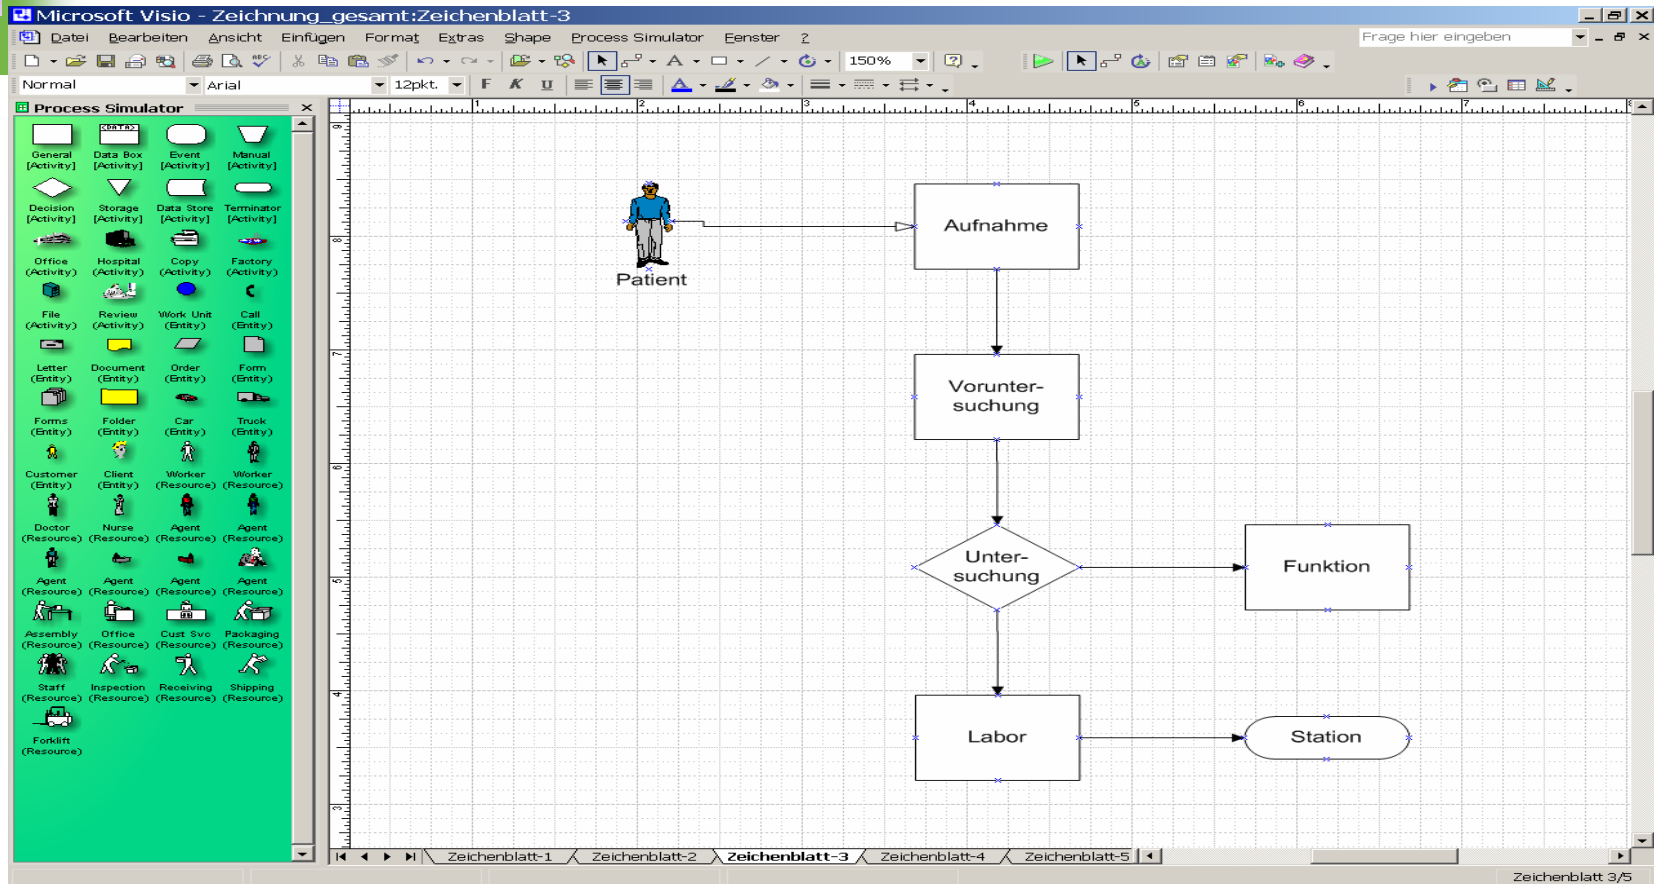 Microsoft Visio - Zeichnung_gesamt:Zeichenblatt-3
Datei Bearbeiten Ansicht Einfügen Format Extras Shape Process Simulator Fenster ?
Frage hier eingeben
150%
Normal Arial 12pkt. F K U
Process Simulator
General Data Box Event Manual
[Activity] [Activity] [Activity] [Activity]
Decision Storage Data Store Terminator
[Activity] [Activity] [Activity] [Activity]
Office Hospital Copy Factory
(Activity) (Activity) (Activity) (Activity)
File Review Work Unit Call
(Activity) (Activity) (Entity) (Entity)
Letter Document Order Form
(Entity) (Entity) (Entity) (Entity)
Forms Folder Car Truck
(Entity) (Entity) (Entity) (Entity)
Customer Client Worker Worker
(Entity) (Entity) (Resource) (Resource)
Doctor Nurse Agent Agent
(Resource) (Resource) (Resource) (Resource)
Agent Agent Agent Agent
(Resource) (Resource) (Resource) (Resource)
Assembly Office Cust Svc Packaging
(Resource) (Resource) (Resource) (Resource)
Staff Inspection Receiving Shipping
(Resource) (Resource) (Resource) (Resource)
Forklift
(Resource)
Patient
Aufnahme
Vorunter-
suchung
Unter-
suchung
Funktion
Labor
Station
Zeichenblatt-1 Zeichenblatt-2 Zeichenblatt-3 Zeichenblatt-4 Zeichenblatt-5
Zeichenblatt 3/5